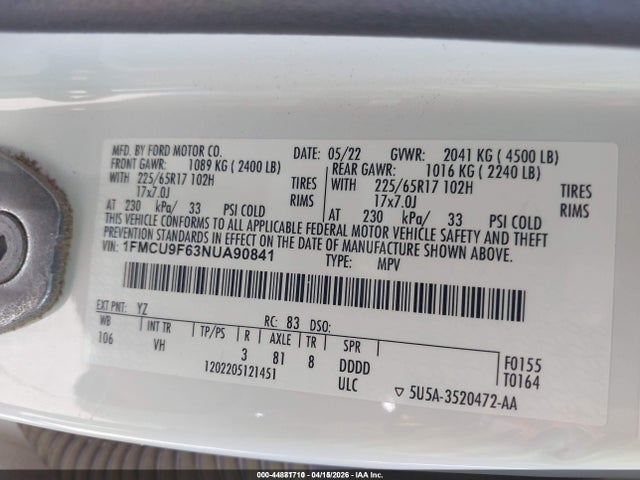 MFD. BY FORD MOTOR CO. DATE: 05/22 GVWR: 2041 KG ( 4500 LB)
FRONT GAWR: 1089 KG ( 2400 LB) REAR GAWR: 1016 KG ( 2240 LB)
WITH 225/65R17 102H TIRES WITH 225/65R17 102H TIRES
17x7.0J RIMS 17x7.0J RIMS
AT 230 kPa/ 33 PSI COLD AT 230 kPa/ 33 PSI COLD
THIS VEHICLE CONFORMS TO ALL APPLICABLE FEDERAL MOTOR VEHICLE SAFETY AND THEFT
PREVENTION STANDARDS IN EFFECT ON THE DATE OF MANUFACTURE SHOWN ABOVE.
VIN: 1FMCU9F63NUA90841 TYPE: MPV
EXT PNT: YZ RC: 83 DSO:
WB INT TR TP/PS R AXLE TR SPR
106 VH 3 81 8 DDDD F0155
1202205121451 ULC T0164
5U5A-3520472-AA
000-44881710 - 04/15/2026 - IAA Inc.